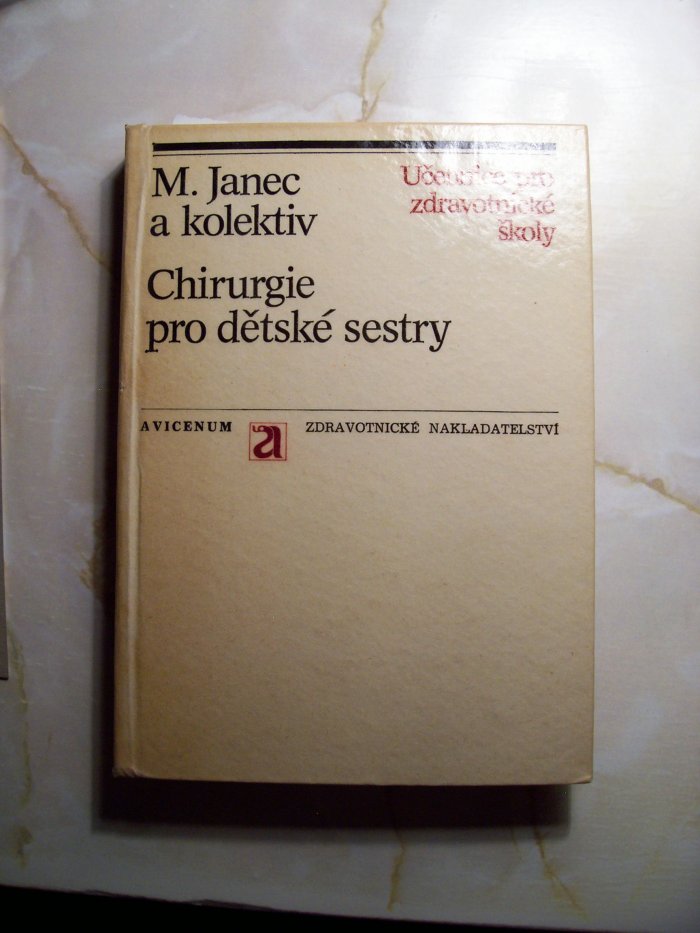 M. Janec
a kolektiv
Učebnice pro
zdravotnické
školy
Chirurgie
pro dětské sestry
AVICENUM
a
ZDRAVOTNICKÉ NAKLADATELSTVÍ